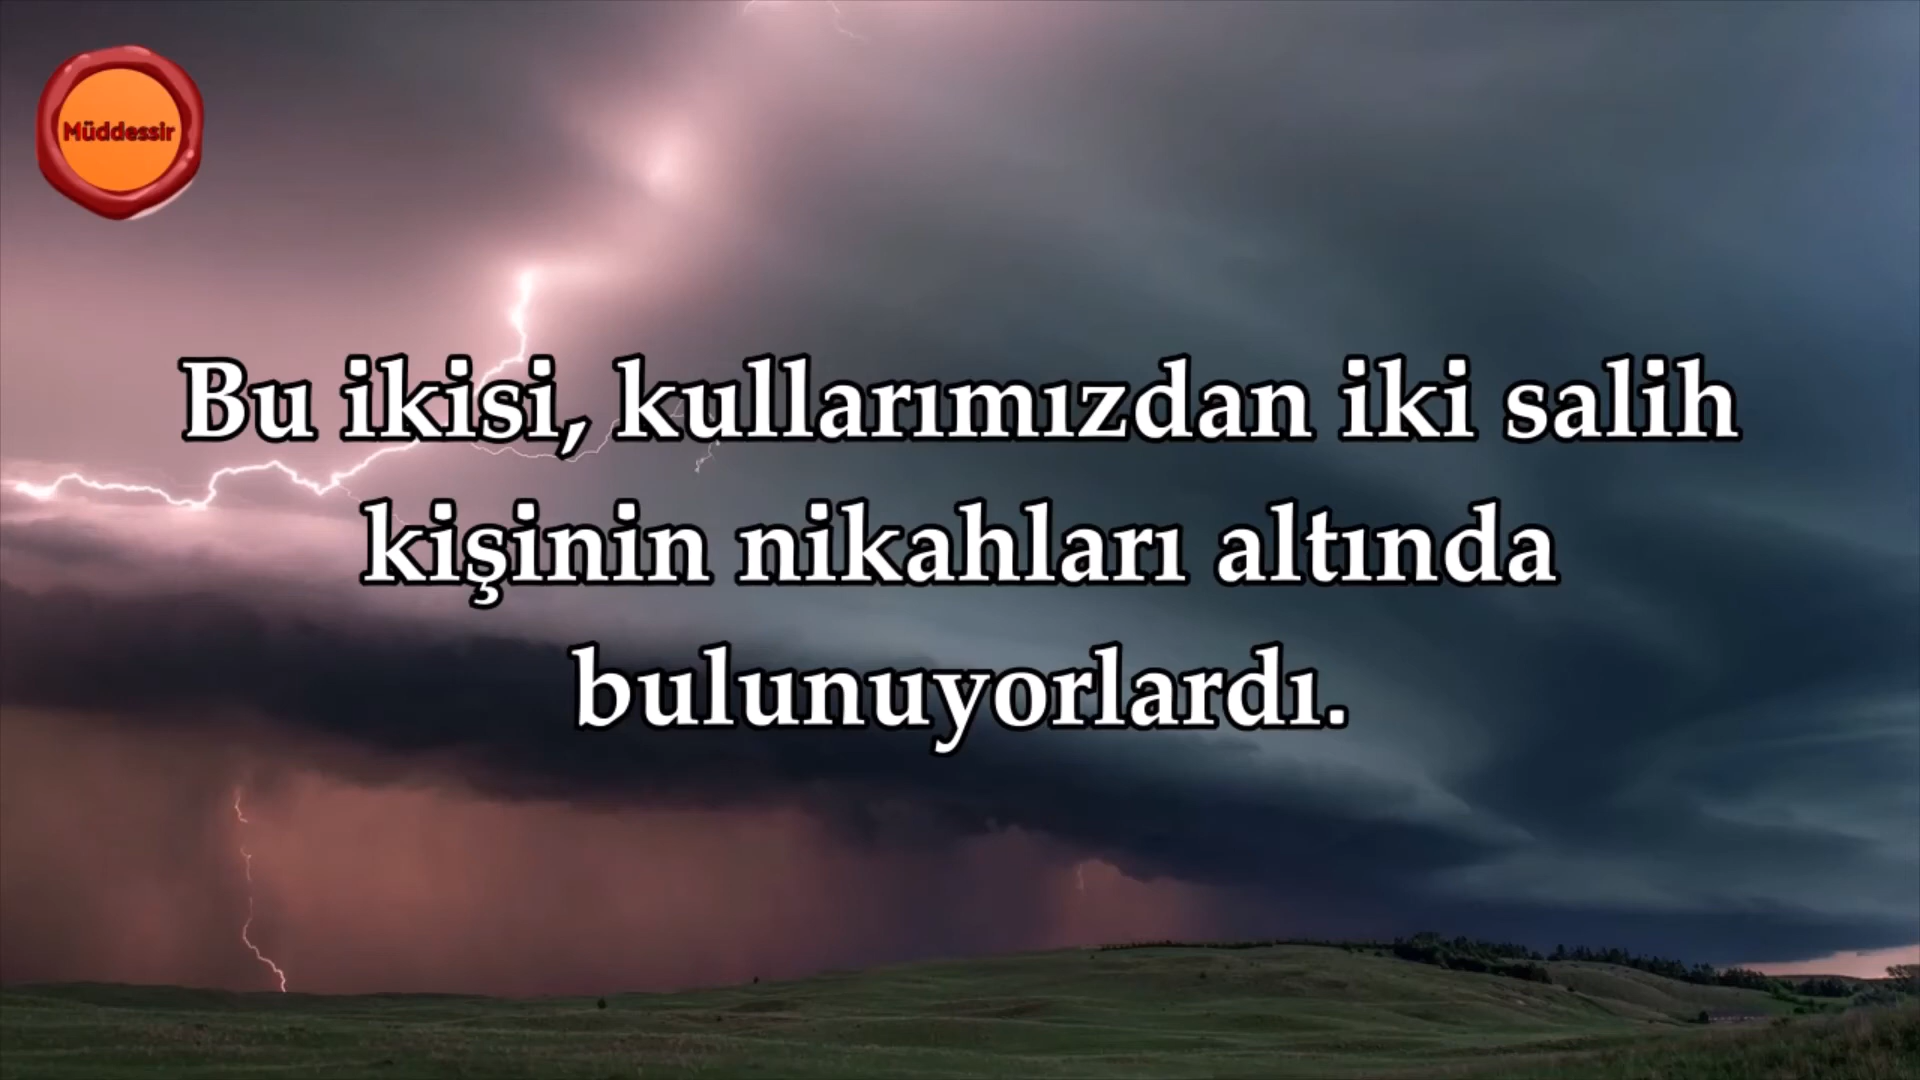 Müddessir
Bu ikisi, kullarımızdan iki salih
kişinin nikahları altında
bulunuyorlardı.